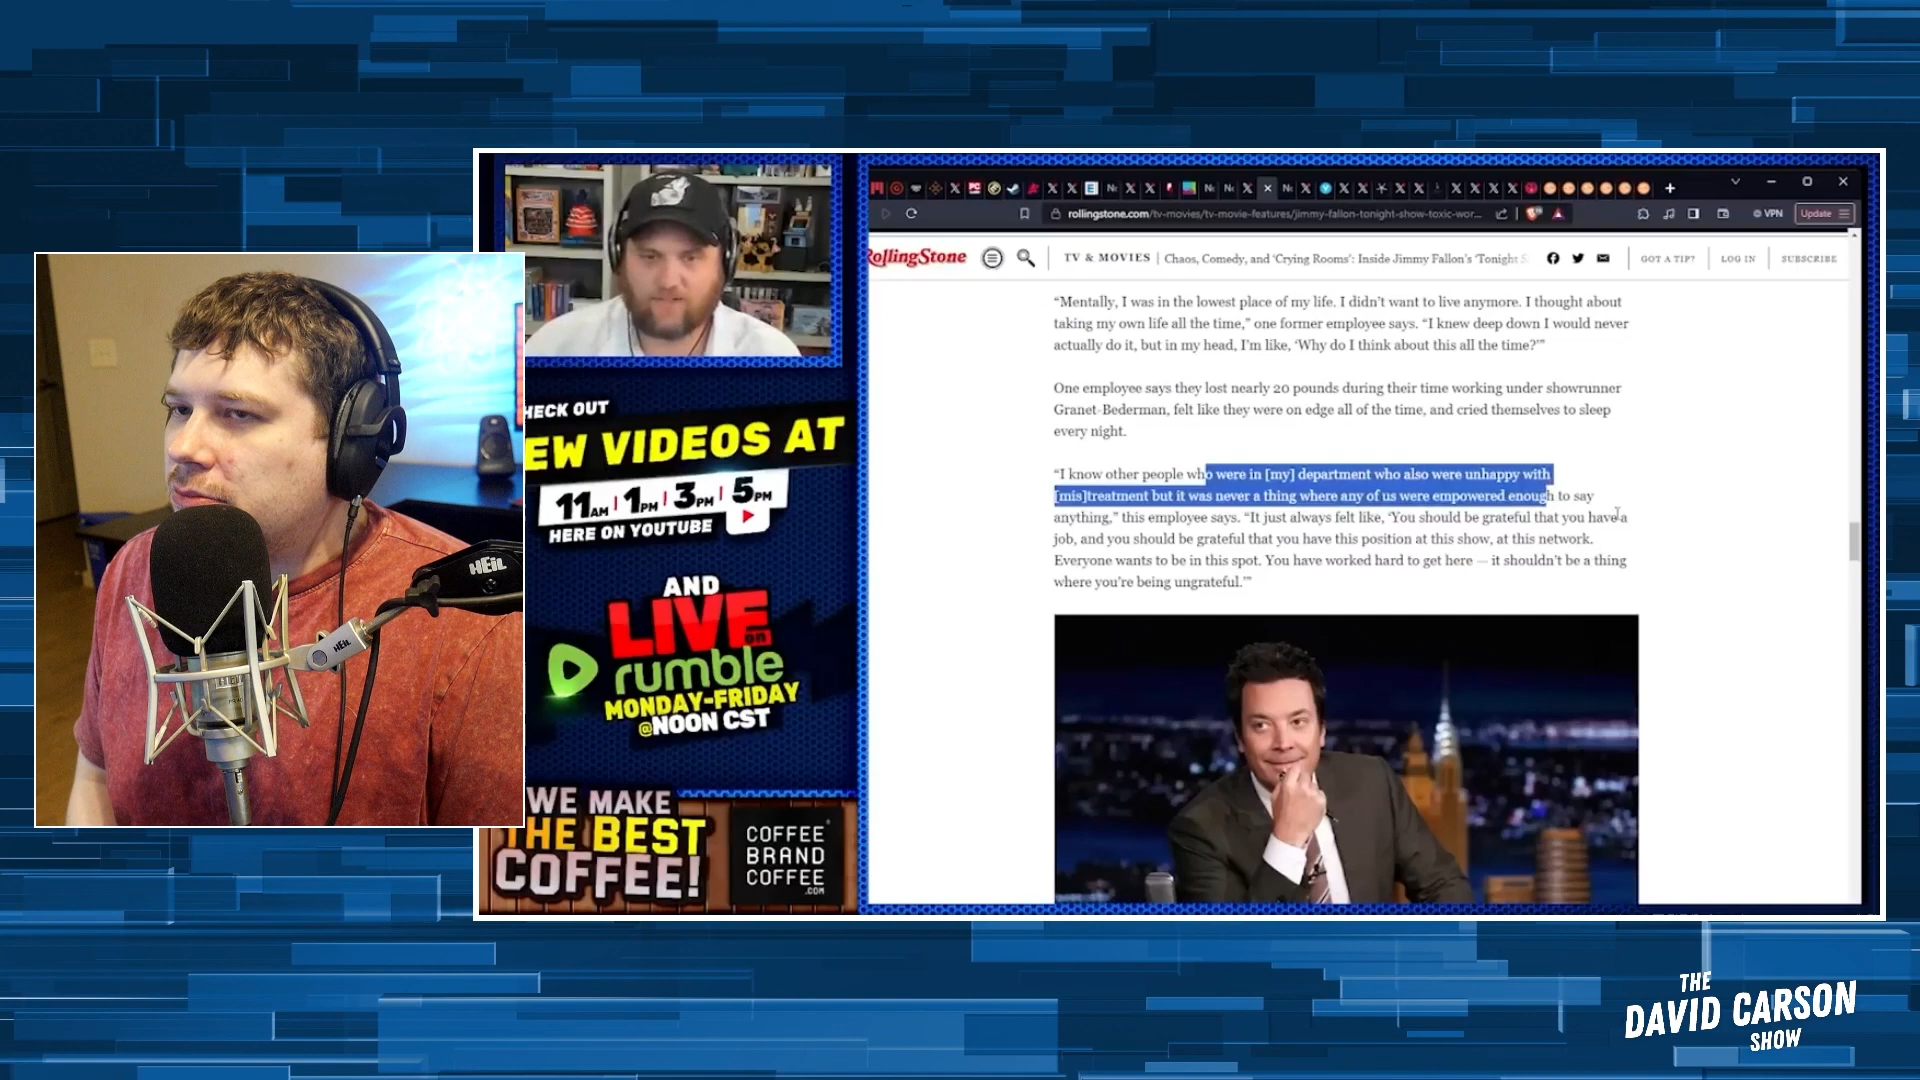 HECK OUT
EW VIDEOS AT
11AM | 1PM | 3PM | 5PM
HERE ON YOUTUBE
AND
LIVE on
rumble
MONDAY-FRIDAY
@NOON CST
WE MAKE
THE BEST
COFFEE!
COFFEE
BRAND
COFFEE
.COM
HEiL
HEiL
rollingstone.com/tv-movies/tv-movie-features/jimmy-fallon-tonight-show-toxic-wor...
VPN
Update
RollingStone
TV & MOVIES
Chaos, Comedy, and ‘Crying Rooms’: Inside Jimmy Fallon’s ‘Tonight S
GOT A TIP?
LOG IN
SUBSCRIBE
“Mentally, I was in the lowest place of my life. I didn’t want to live anymore. I thought about
taking my own life all the time,” one former employee says. “I knew deep down I would never
actually do it, but in my head, I’m like, ‘Why do I think about this all the time?’”
One employee says they lost nearly 20 pounds during their time working under showrunner
Granet-Bederman, felt like they were on edge all of the time, and cried themselves to sleep
every night.
“I know other people who were in [my] department who also were unhappy with
[mis]treatment but it was never a thing where any of us were empowered enough to say
anything,” this employee says. “It just always felt like, ‘You should be grateful that you have a
job, and you should be grateful that you have this position at this show, at this network.
Everyone wants to be in this spot. You have worked hard to get here — it shouldn’t be a thing
where you’re being ungrateful.’”
THE
DAVID CARSON
SHOW